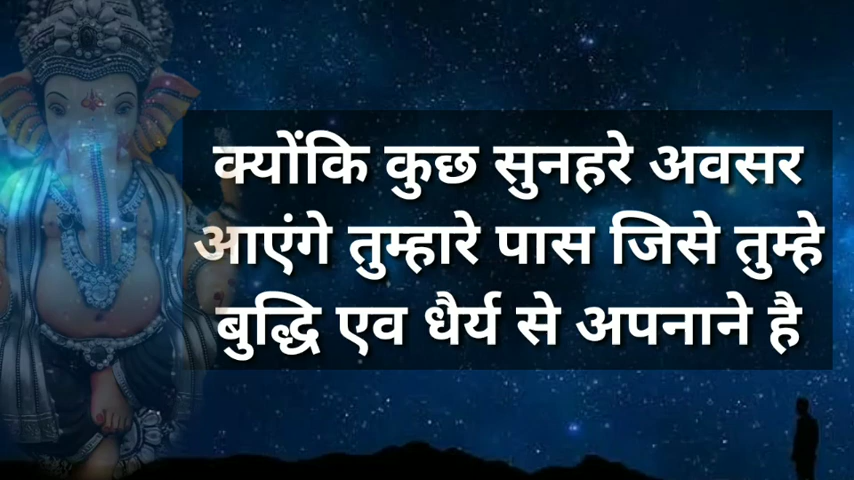 क्योंकि कुछ सुनहरे अवसर
आएंगे तुम्हारे पास जिसे तुम्हे
बुद्धि एव धैर्य से अपनाने है